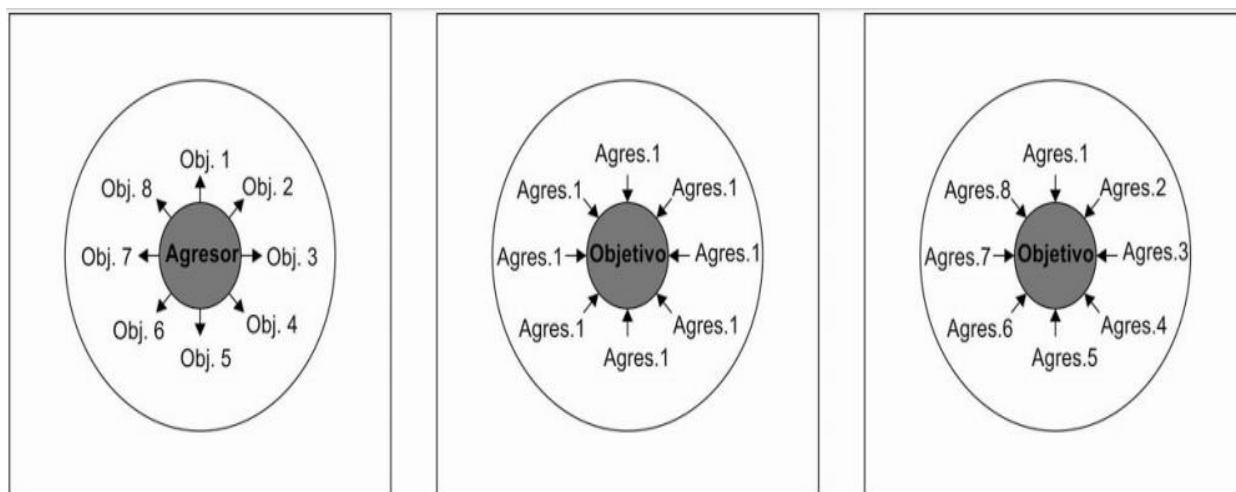 Obj. 1
Obj. 8
Obj. 2
Obj. 7
Agresor
Obj. 3
Obj. 6
Obj. 4
Obj. 5
Agres.1
Agres.1
Agres.1
Agres.1
Objetivo
Agres.1
Agres.1
Agres.1
Agres.1
Agres.1
Agres.8
Agres.2
Agres.7
Objetivo
Agres.3
Agres.6
Agres.4
Agres.5